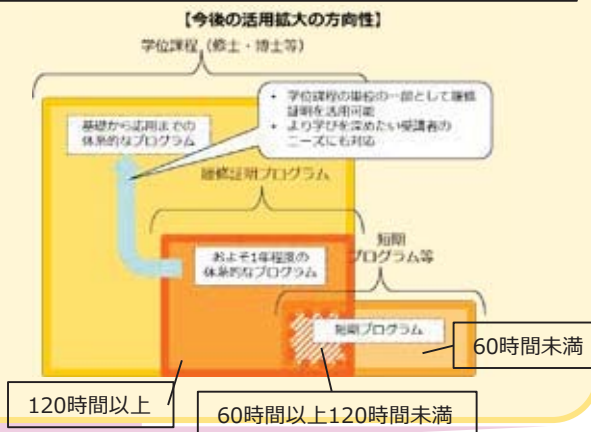 【今後の活用拡大の方向性】
学位課程（修士・博士等）
・ 学位課程の単位の一部として履修
証明を活用可能
・ より学びを深めたい受講者の
ニーズにも対応
基礎から応用までの
体系的なプログラム
履修証明プログラム
短期
プログラム等
およそ1年程度の
体系的なプログラム
短期プログラム
60時間未満
120時間以上
60時間以上120時間未満